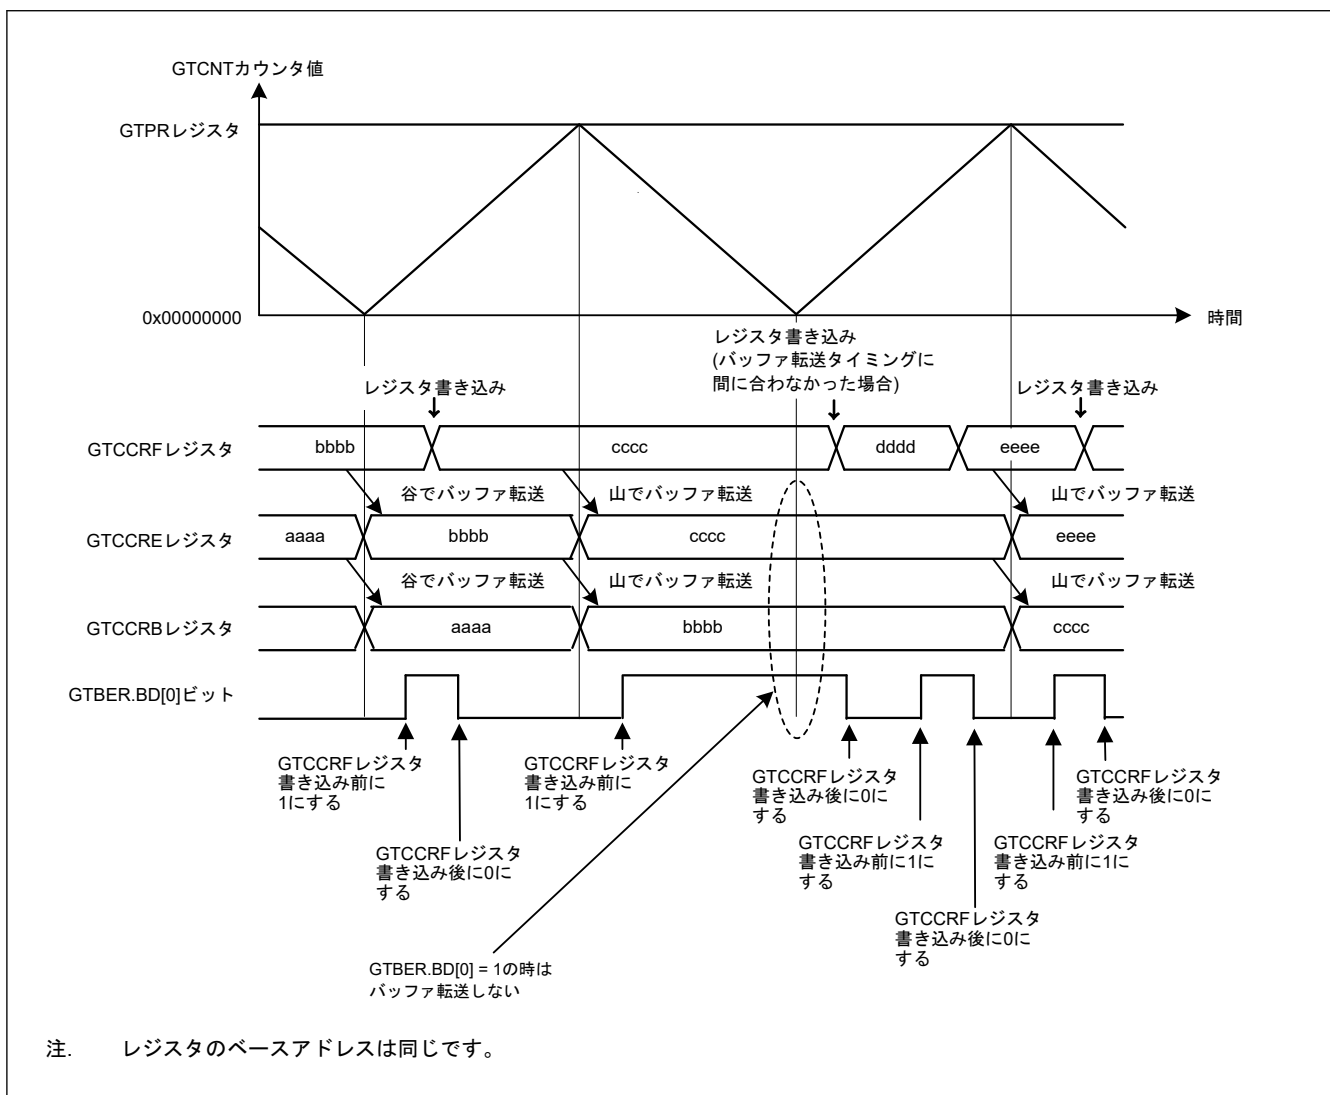 GTCNTカウンタ値
GTPRレジスタ
0x00000000
時間
レジスタ書き込み
(バッファ転送タイミングに
間に合わなかった場合)
レジスタ書き込み
レジスタ書き込み
GTCCRFレジスタ
bbbb
cccc
dddd
eeee
谷でバッファ転送
山でバッファ転送
山でバッファ転送
GTCCREレジスタ
aaaa
bbbb
cccc
eeee
谷でバッファ転送
山でバッファ転送
山でバッファ転送
GTCCRBレジスタ
aaaa
bbbb
cccc
GTBER.BD[0]ビット
GTCCRFレジスタ
書き込み前に
1にする
GTCCRFレジスタ
書き込み前に
1にする
GTCCRFレジスタ
書き込み後に0に
する
GTCCRFレジスタ
書き込み後に0に
する
GTCCRFレジスタ
書き込み後に0に
する
GTCCRFレジスタ
書き込み前に1に
する
GTCCRFレジスタ
書き込み前に1に
する
GTCCRFレジスタ
書き込み後に0に
する
GTBER.BD[0] = 1の時は
バッファ転送しない
注. レジスタのベースアドレスは同じです。